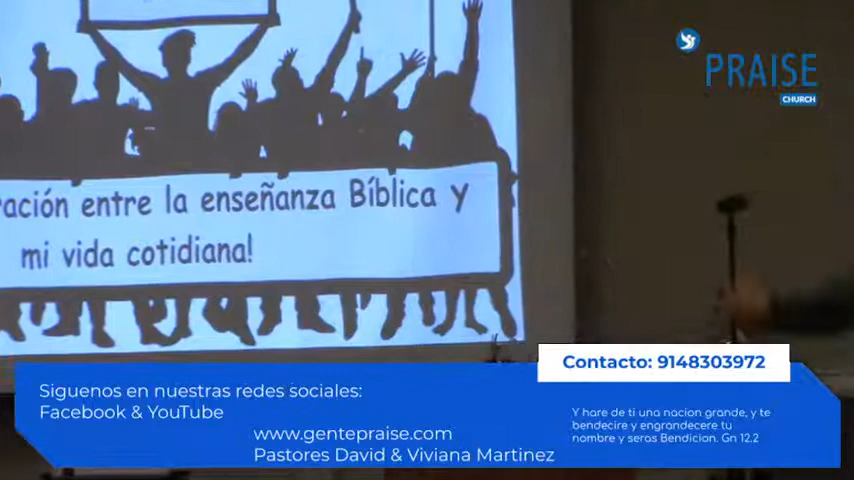 PRAISE
CHURCH
entre la enseñanza Bíblica y
mi vida cotidiana!
Contacto: 9148303972
Siguenos en nuestras redes sociales:
Facebook & YouTube
www.gentepraise.com
Pastores David & Viviana Martinez
Y hare de ti una nacion grande, y te
bendecire y engrandecere tu
nombre y seras Bendicion. Gn 12.2